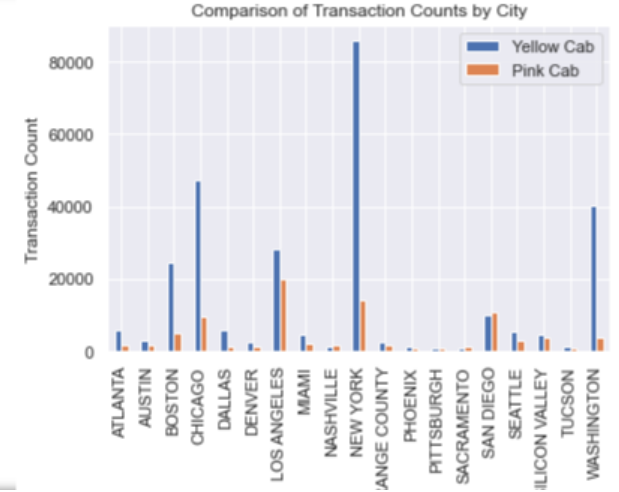 Comparison of Transaction Counts by City
Yellow Cab
Pink Cab
Transaction Count
80000
60000
40000
20000
0
ATLANTA
AUSTIN
BOSTON
CHICAGO
DALLAS
DENVER
LOS ANGELES
MIAMI
NASHVILLE
NEW YORK
ANGE COUNTY
PHOENIX
PITTSBURGH
SACRAMENTO
SAN DIEGO
SEATTLE
ILICON VALLEY
TUCSON
WASHINGTON